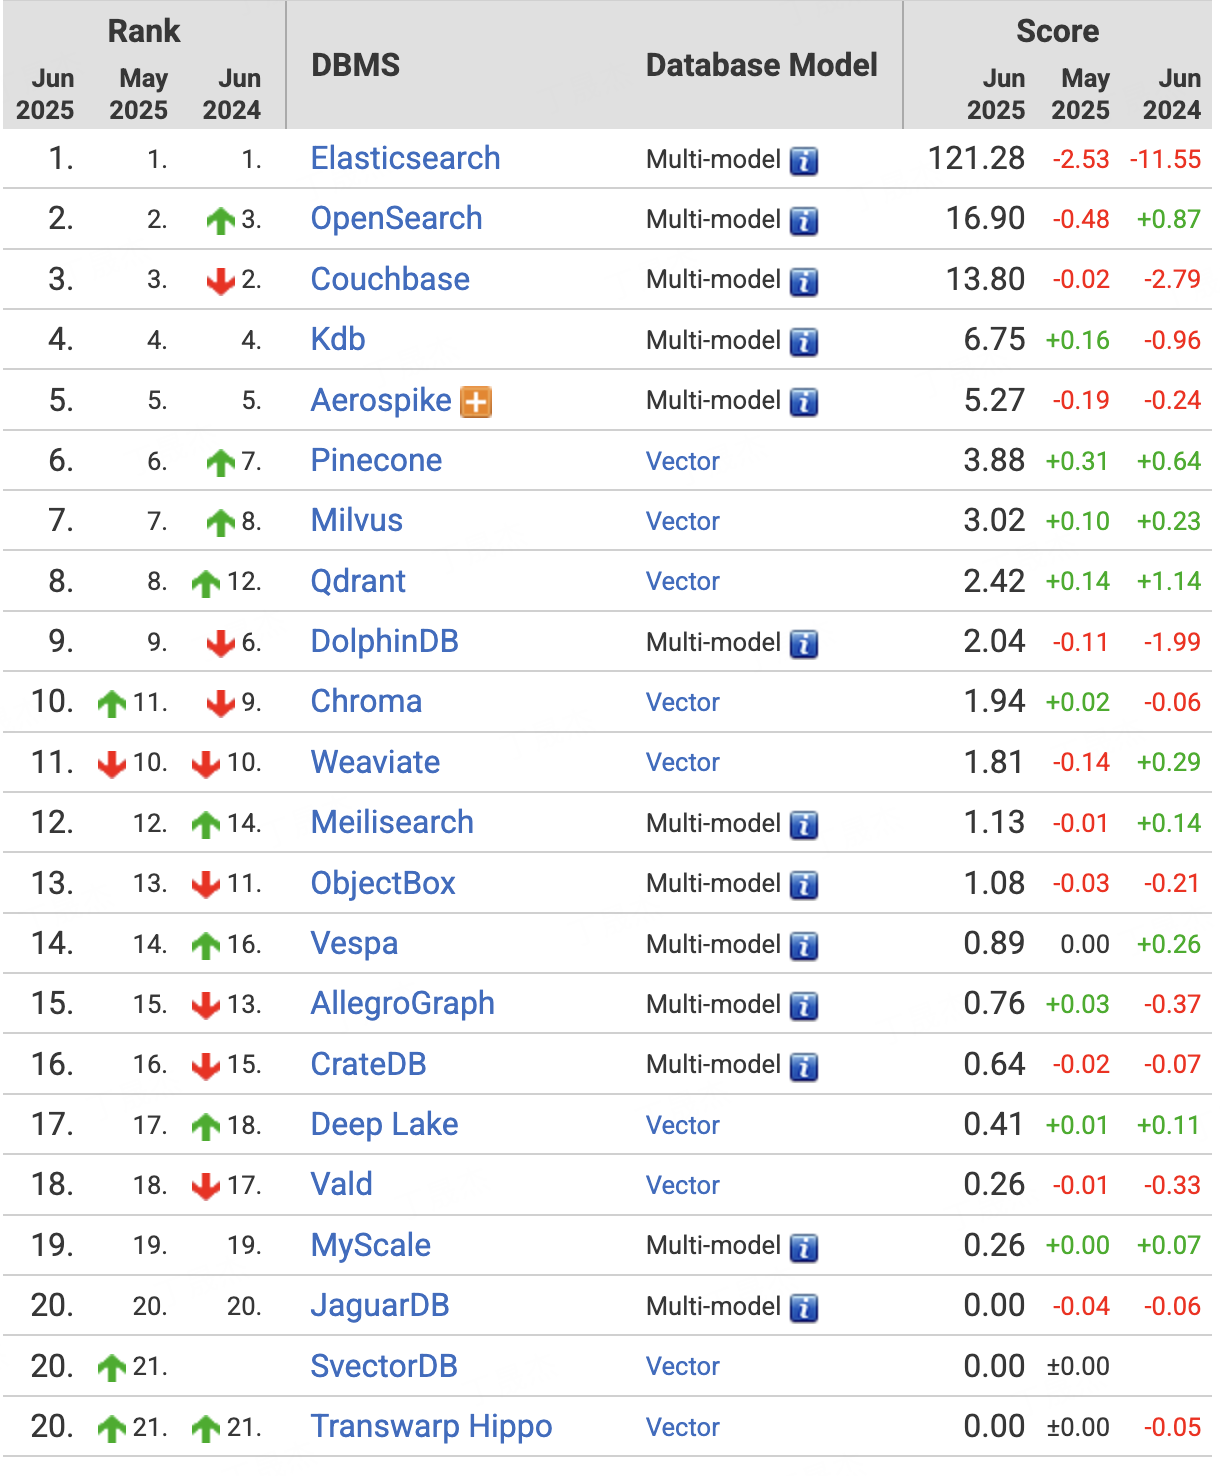 Rank DBMS Database Model Score
Jun 2025 May 2025 Jun 2024 Jun 2025 May 2025 Jun 2024
1. 1. 1. Elasticsearch Multi-model i 121.28 -2.53 -11.55
2. 2. 3. OpenSearch Multi-model i 16.90 -0.48 +0.87
3. 3. 2. Couchbase Multi-model i 13.80 -0.02 -2.79
4. 4. 4. Kdb Multi-model i 6.75 +0.16 -0.96
5. 5. 5. Aerospike + Multi-model i 5.27 -0.19 -0.24
6. 6. 7. Pinecone Vector 3.88 +0.31 +0.64
7. 7. 8. Milvus Vector 3.02 +0.10 +0.23
8. 8. 12. Qdrant Vector 2.42 +0.14 +1.14
9. 9. 6. DolphinDB Multi-model i 2.04 -0.11 -1.99
10. 11. 9. Chroma Vector 1.94 +0.02 -0.06
11. 10. 10. Weaviate Vector 1.81 -0.14 +0.29
12. 12. 14. Meilisearch Multi-model i 1.13 -0.01 +0.14
13. 13. 11. ObjectBox Multi-model i 1.08 -0.03 -0.21
14. 14. 16. Vespa Multi-model i 0.89 0.00 +0.26
15. 15. 13. AllegroGraph Multi-model i 0.76 +0.03 -0.37
16. 16. 15. CrateDB Multi-model i 0.64 -0.02 -0.07
17. 17. 18. Deep Lake Vector 0.41 +0.01 +0.11
18. 18. 17. Vald Vector 0.26 -0.01 -0.33
19. 19. 19. MyScale Multi-model i 0.26 +0.00 +0.07
20. 20. 20. JaguarDB Multi-model i 0.00 -0.04 -0.06
20. 21. SvectorDB Vector 0.00 ±0.00
20. 21. 21. Transwarp Hippo Vector 0.00 ±0.00 -0.05